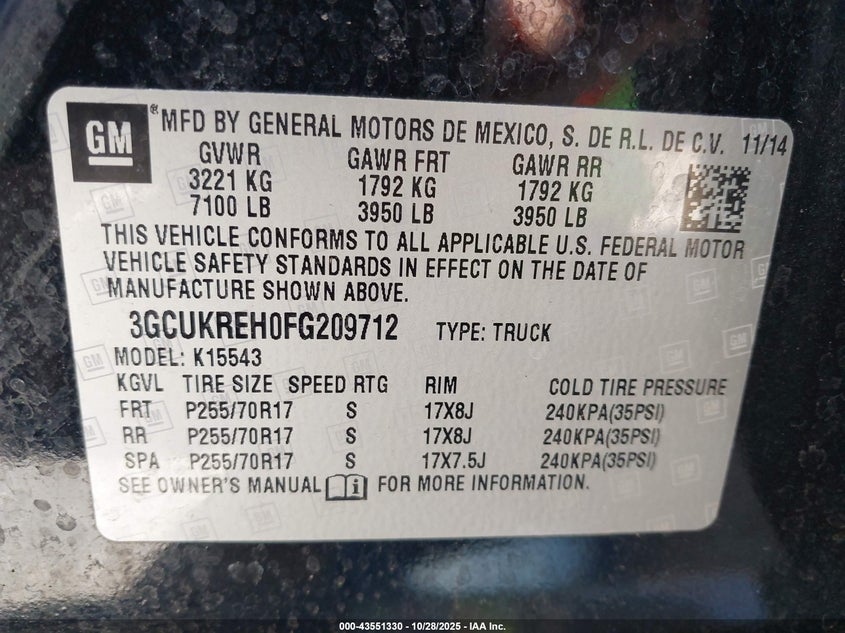 GM ® MFD BY GENERAL MOTORS DE MEXICO, S. DE R.L. DE C.V. 11/14
GVWR GAWR FRT GAWR RR
3221 KG 1792 KG 1792 KG
7100 LB 3950 LB 3950 LB
THIS VEHICLE CONFORMS TO ALL APPLICABLE U.S. FEDERAL MOTOR
VEHICLE SAFETY STANDARDS IN EFFECT ON THE DATE OF
MANUFACTURE SHOWN ABOVE.
3GCUKREH0FG209712 TYPE: TRUCK
MODEL: K15543
KGVL TIRE SIZE SPEED RTG RIM COLD TIRE PRESSURE
FRT P255/70R17 S 17X8J 240KPA(35PSI)
RR P255/70R17 S 17X8J 240KPA(35PSI)
SPA P255/70R17 S 17X7.5J 240KPA(35PSI)
SEE OWNER'S MANUAL i FOR MORE INFORMATION.
000-43551330 - 10/28/2025 - IAA Inc.